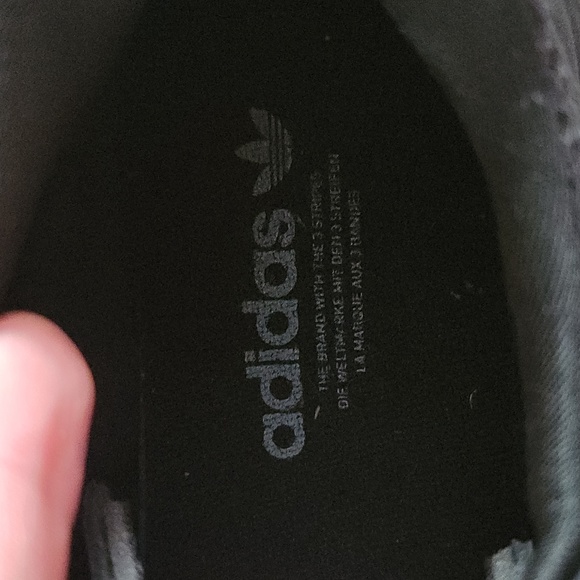 adidas
THE BRAND WITH THE 3 STRIPES
DIE WELTMARKE MIT DEN 3 STREIFEN
LA MARQUE AUX 3 BANDES